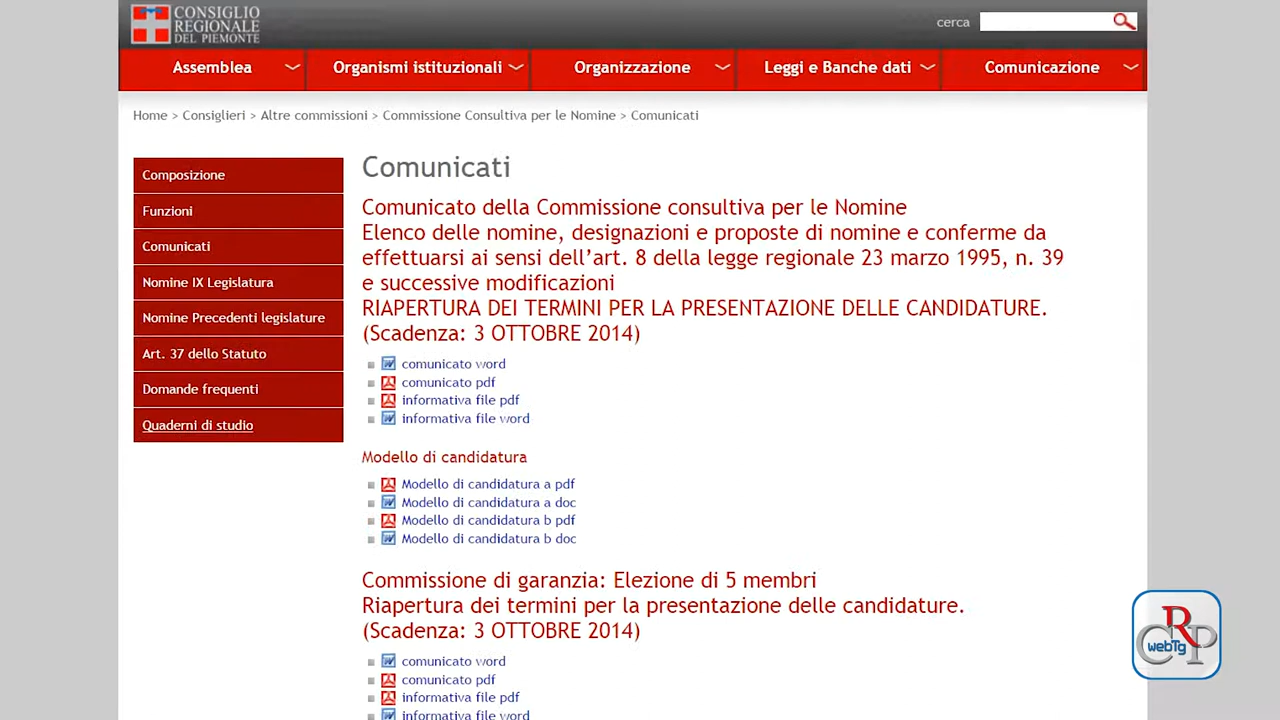 CONSIGLIO
REGIONALE
DEL PIEMONTE
cerca
Assemblea
Organismi istituzionali
Organizzazione
Leggi e Banche dati
Comunicazione
Home > Consiglieri > Altre commissioni > Commissione Consultiva per le Nomine > Comunicati
Composizione
Funzioni
Comunicati
Nomine IX Legislatura
Nomine Precedenti legislature
Art. 37 dello Statuto
Domande frequenti
Quaderni di studio
Comunicati
Comunicato della Commissione consultiva per le Nomine
Elenco delle nomine, designazioni e proposte di nomine e conferme da
effettuarsi ai sensi dell'art. 8 della legge regionale 23 marzo 1995, n. 39
e successive modificazioni
RIAPERTURA DEI TERMINI PER LA PRESENTAZIONE DELLE CANDIDATURE.
(Scadenza: 3 OTTOBRE 2014)
comunicato word
comunicato pdf
informativa file pdf
informativa file word
Modello di candidatura
Modello di candidatura a pdf
Modello di candidatura a doc
Modello di candidatura b pdf
Modello di candidatura b doc
Commissione di garanzia: Elezione di 5 membri
Riapertura dei termini per la presentazione delle candidature.
(Scadenza: 3 OTTOBRE 2014)
comunicato word
comunicato pdf
informativa file pdf
informativa file word
CRP
webTg